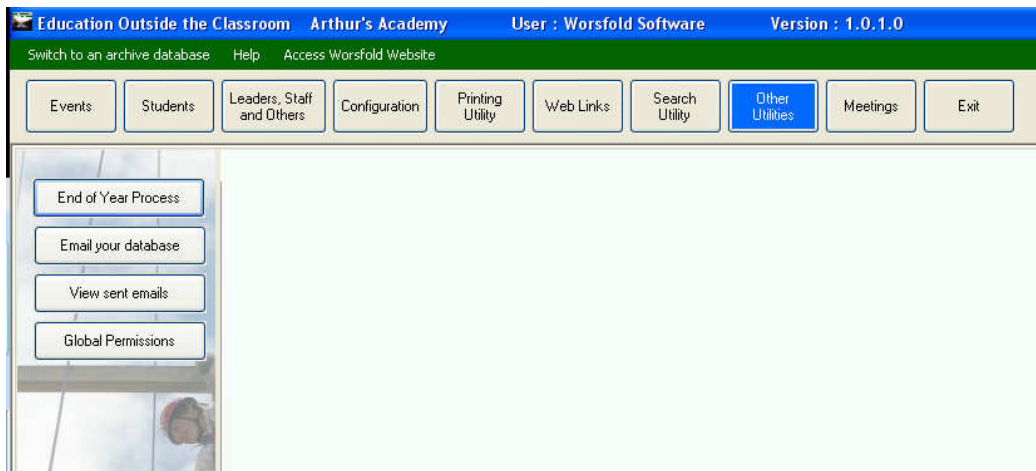 Education Outside the Classroom Arthur's Academy User : Worsfold Software Version : 1.0.1.0
Switch to an archive database Help Access Worsfold Website
Events
Students
Leaders, Staff
and Others
Configuration
Printing
Utility
Web Links
Search
Utility
Other
Utilities
Meetings
Exit
End of Year Process
Email your database
View sent emails
Global Permissions